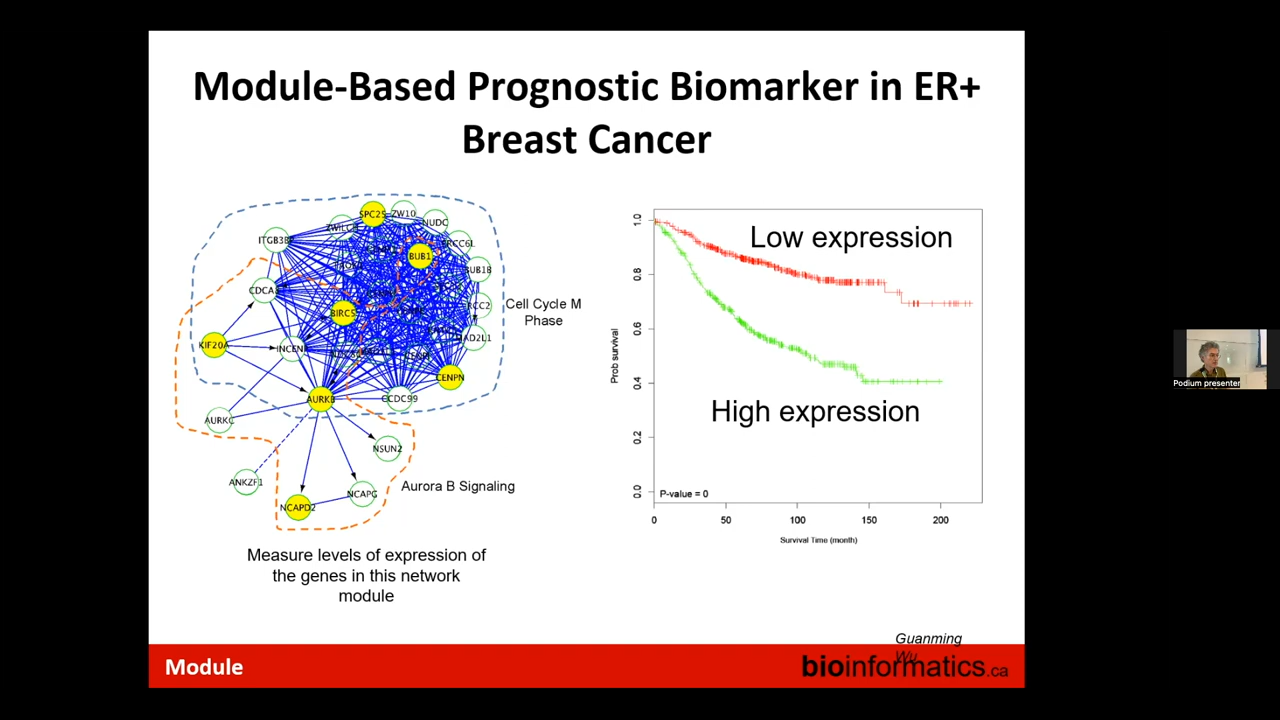 Module-Based Prognostic Biomarker in ER+
Breast Cancer
SPC25
ZW10
NUDC
ITGB3BP
ERCC6L
BUB1
BUB1B
CDCA8
BIRC5
Cell Cycle M
Phase
KIF20A
INCENP
MAD2L1
CENPN
AURKB
CCDC99
AURKC
NSUN2
ANKZF1
NCAPG
NCAPD2
Aurora B Signaling
Measure levels of expression of
the genes in this network
module
Low expression
High expression
Prob survival
1.0
0.8
0.6
0.4
0.2
0.0
P-value = 0
0
50
100
150
200
Survival Time (month)
Guanming
Wu
Module
bioinformatics.ca
Podium presenter